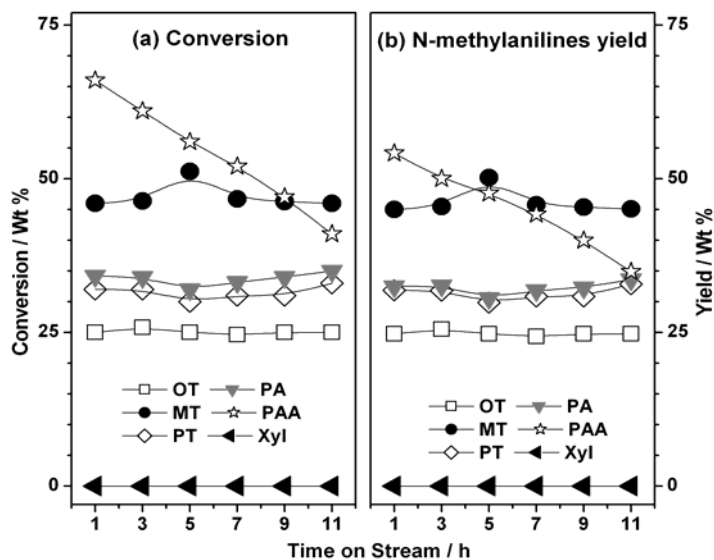 (a) Conversion
(b) N-methylanilines yield
Conversion / Wt %
75
50
25
0
OT
PA
MT
PAA
PT
Xyl
1 3 5 7 9 11
OT
PA
MT
PAA
PT
Xyl
1 3 5 7 9 11
75
50
25
0
Yield / Wt %
Time on Stream / h